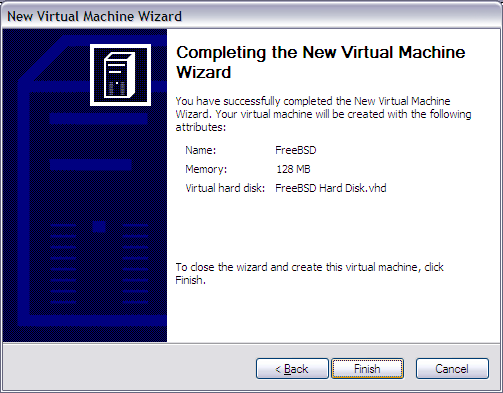 New Virtual Machine Wizard
Completing the New Virtual Machine
Wizard
You have successfully completed the New Virtual Machine
Wizard. Your virtual machine will be created with the following
attributes:
Name: FreeBSD
Memory: 128 MB
Virtual hard disk: FreeBSD Hard Disk.vhd
To close the wizard and create this virtual machine, click
Finish.
< Back Finish Cancel